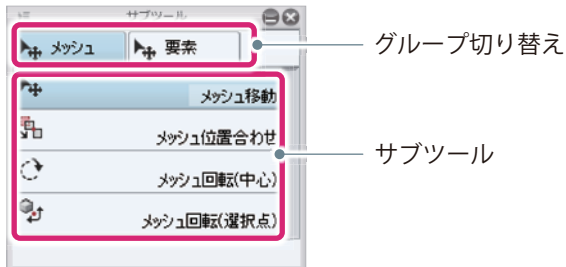 サブツール
メッシュ 要素
グループ切り替え
メッシュ移動
メッシュ位置合わせ
サブツール
メッシュ回転(中心)
メッシュ回転(選択点)